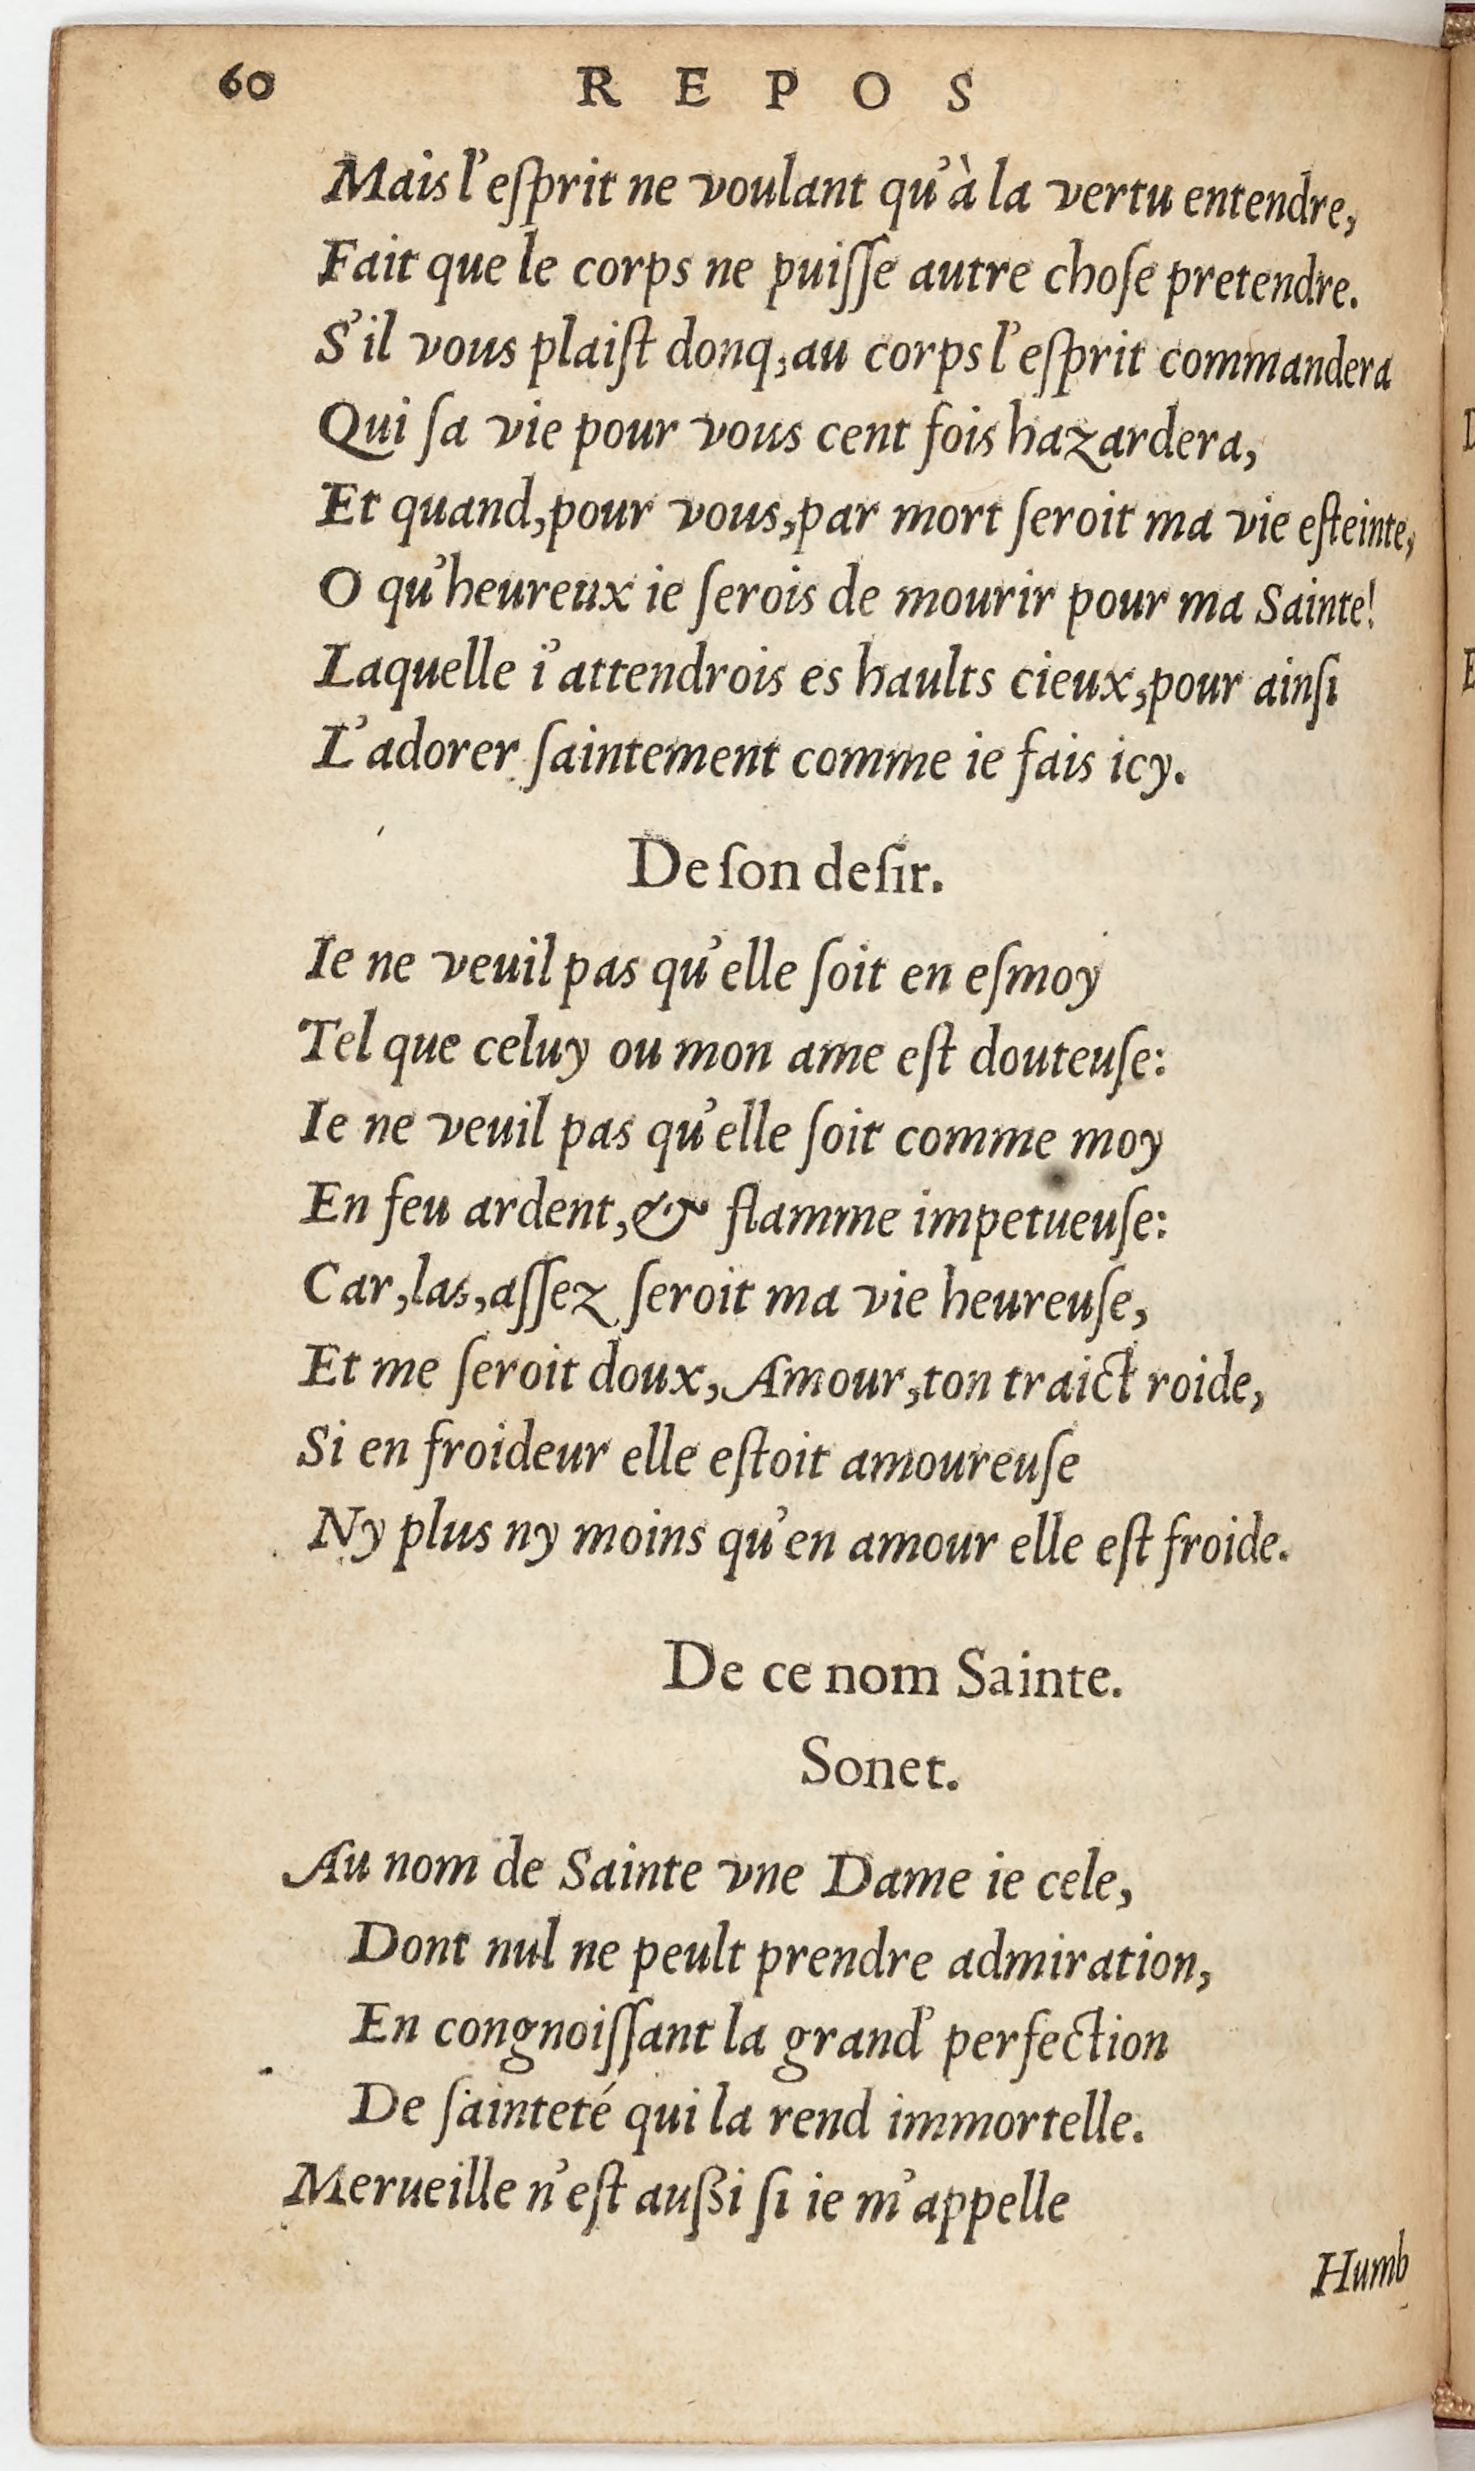 60 REPOS
Mais l'eſprit ne voulant qu'à la vertu entendre,
Fait que le corps ne puiſſe autre choſe pretendre.
S'il vous plaiſt donq, au corps l'eſprit commandera
Qui ſa vie pour vous cent fois hazardera,
Et quand, pour vous, par mort ſeroit ma vie eſteinte,
O qu'heureux ie ſerois de mourir pour ma Sainte!
Laquelle i'attendrois es haults cieux, pour ainſi
L'adorer ſaintement comme ie fais icy.
De ſon deſir.
Ie ne veuil pas qu'elle ſoit en eſmoy
Tel que celuy ou mon ame eſt douteuſe:
Ie ne veuil pas qu'elle ſoit comme moy
En feu ardent, & flamme impetueuſe:
Car, las, aſſez ſeroit ma vie heureuſe,
Et me ſeroit doux, Amour, ton traict roide,
Si en froideur elle eſtoit amoureuſe
Ny plus ny moins qu'en amour elle eſt froide.
De ce nom Sainte.
Sonet.
Au nom de Sainte vne Dame ie cele,
Dont nul ne peult prendre admiration,
En congnoiſſant la grand' perfection
De ſainteté qui la rend immortelle.
Merueille n'eſt außi ſi ie m'appelle
Humb